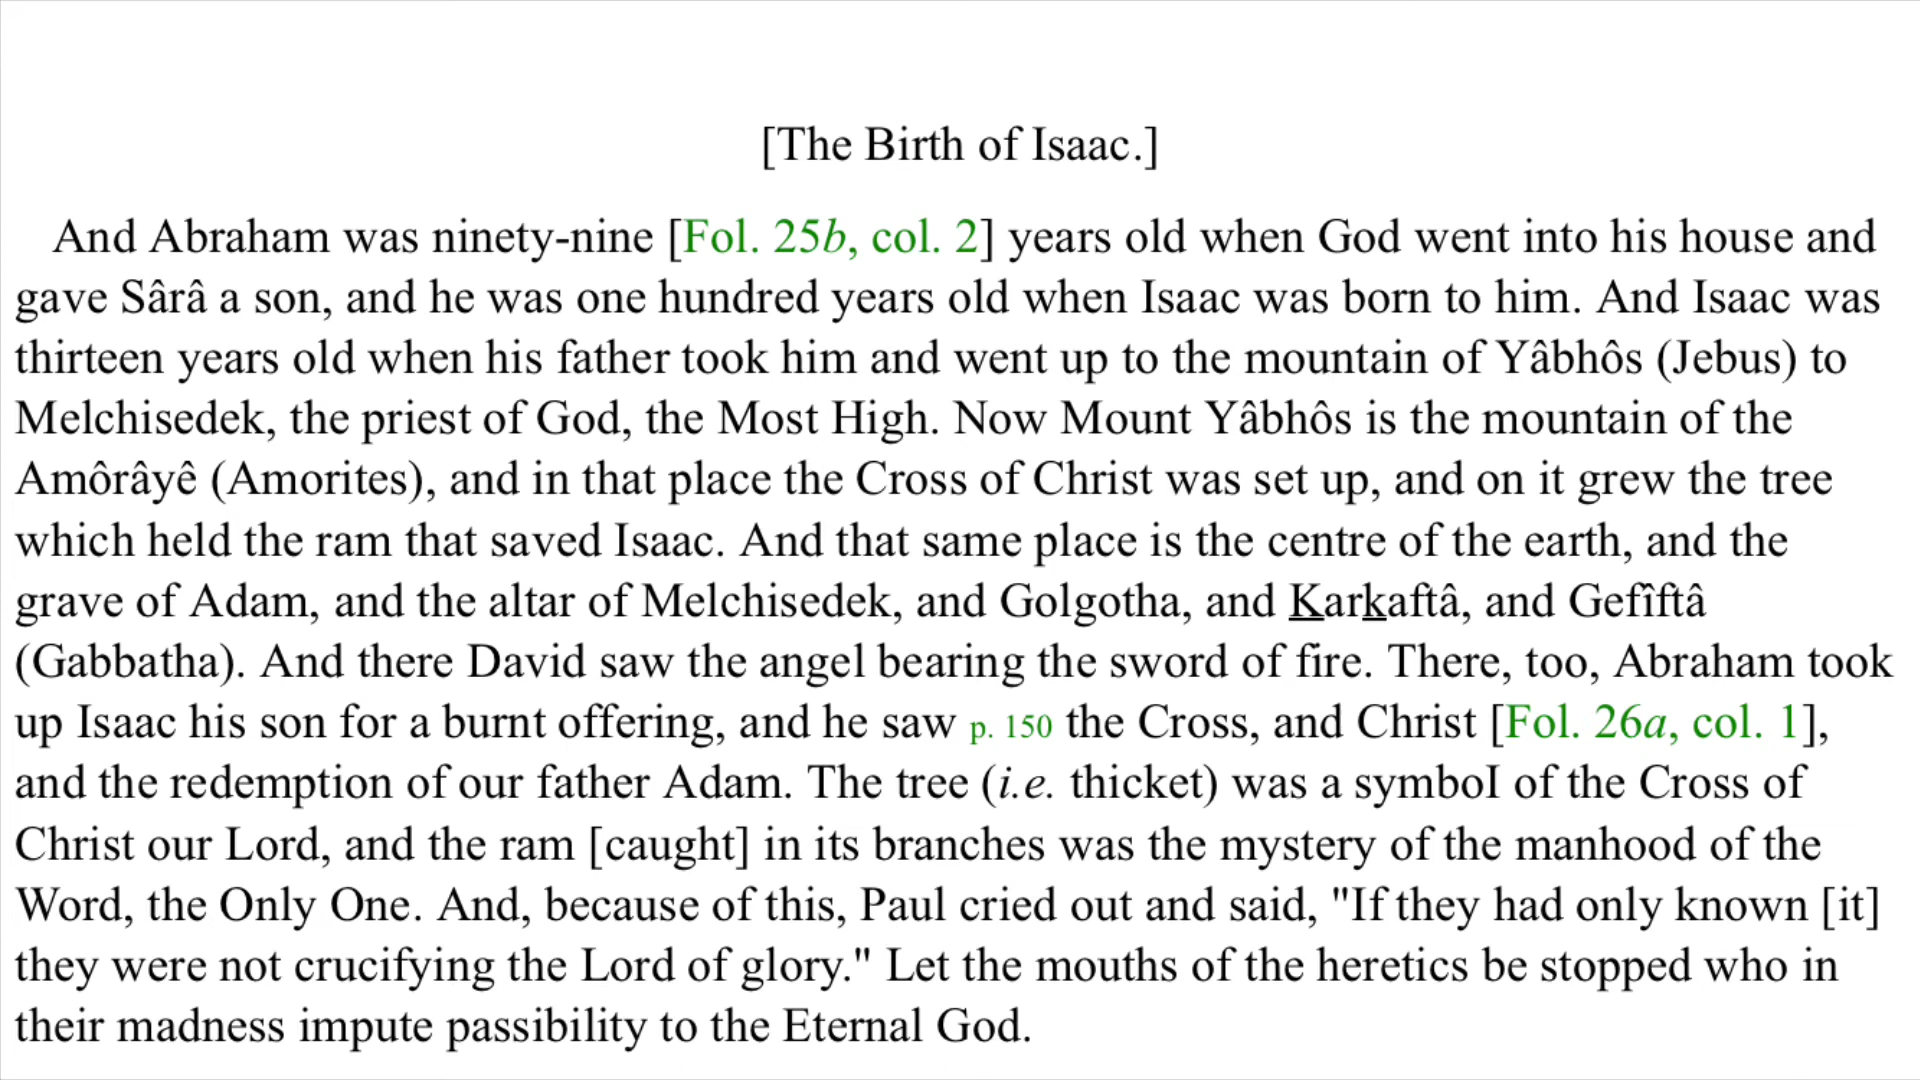 [The Birth of Isaac.]
And Abraham was ninety-nine [Fol. 25b, col. 2] years old when God went into his house and
gave Sârâ a son, and he was one hundred years old when Isaac was born to him. And Isaac was
thirteen years old when his father took him and went up to the mountain of Yâbhôs (Jebus) to
Melchisedek, the priest of God, the Most High. Now Mount Yâbhôs is the mountain of the
Amôrâyê (Amorites), and in that place the Cross of Christ was set up, and on it grew the tree
which held the ram that saved Isaac. And that same place is the centre of the earth, and the
grave of Adam, and the altar of Melchisedek, and Golgotha, and Karkaftâ, and Gefîftâ
(Gabbatha). And there David saw the angel bearing the sword of fire. There, too, Abraham took
up Isaac his son for a burnt offering, and he saw p. 150 the Cross, and Christ [Fol. 26a, col. 1],
and the redemption of our father Adam. The tree (i.e. thicket) was a symboI of the Cross of
Christ our Lord, and the ram [caught] in its branches was the mystery of the manhood of the
Word, the Only One. And, because of this, Paul cried out and said, "If they had only known [it]
they were not crucifying the Lord of glory." Let the mouths of the heretics be stopped who in
their madness impute passibility to the Eternal God.